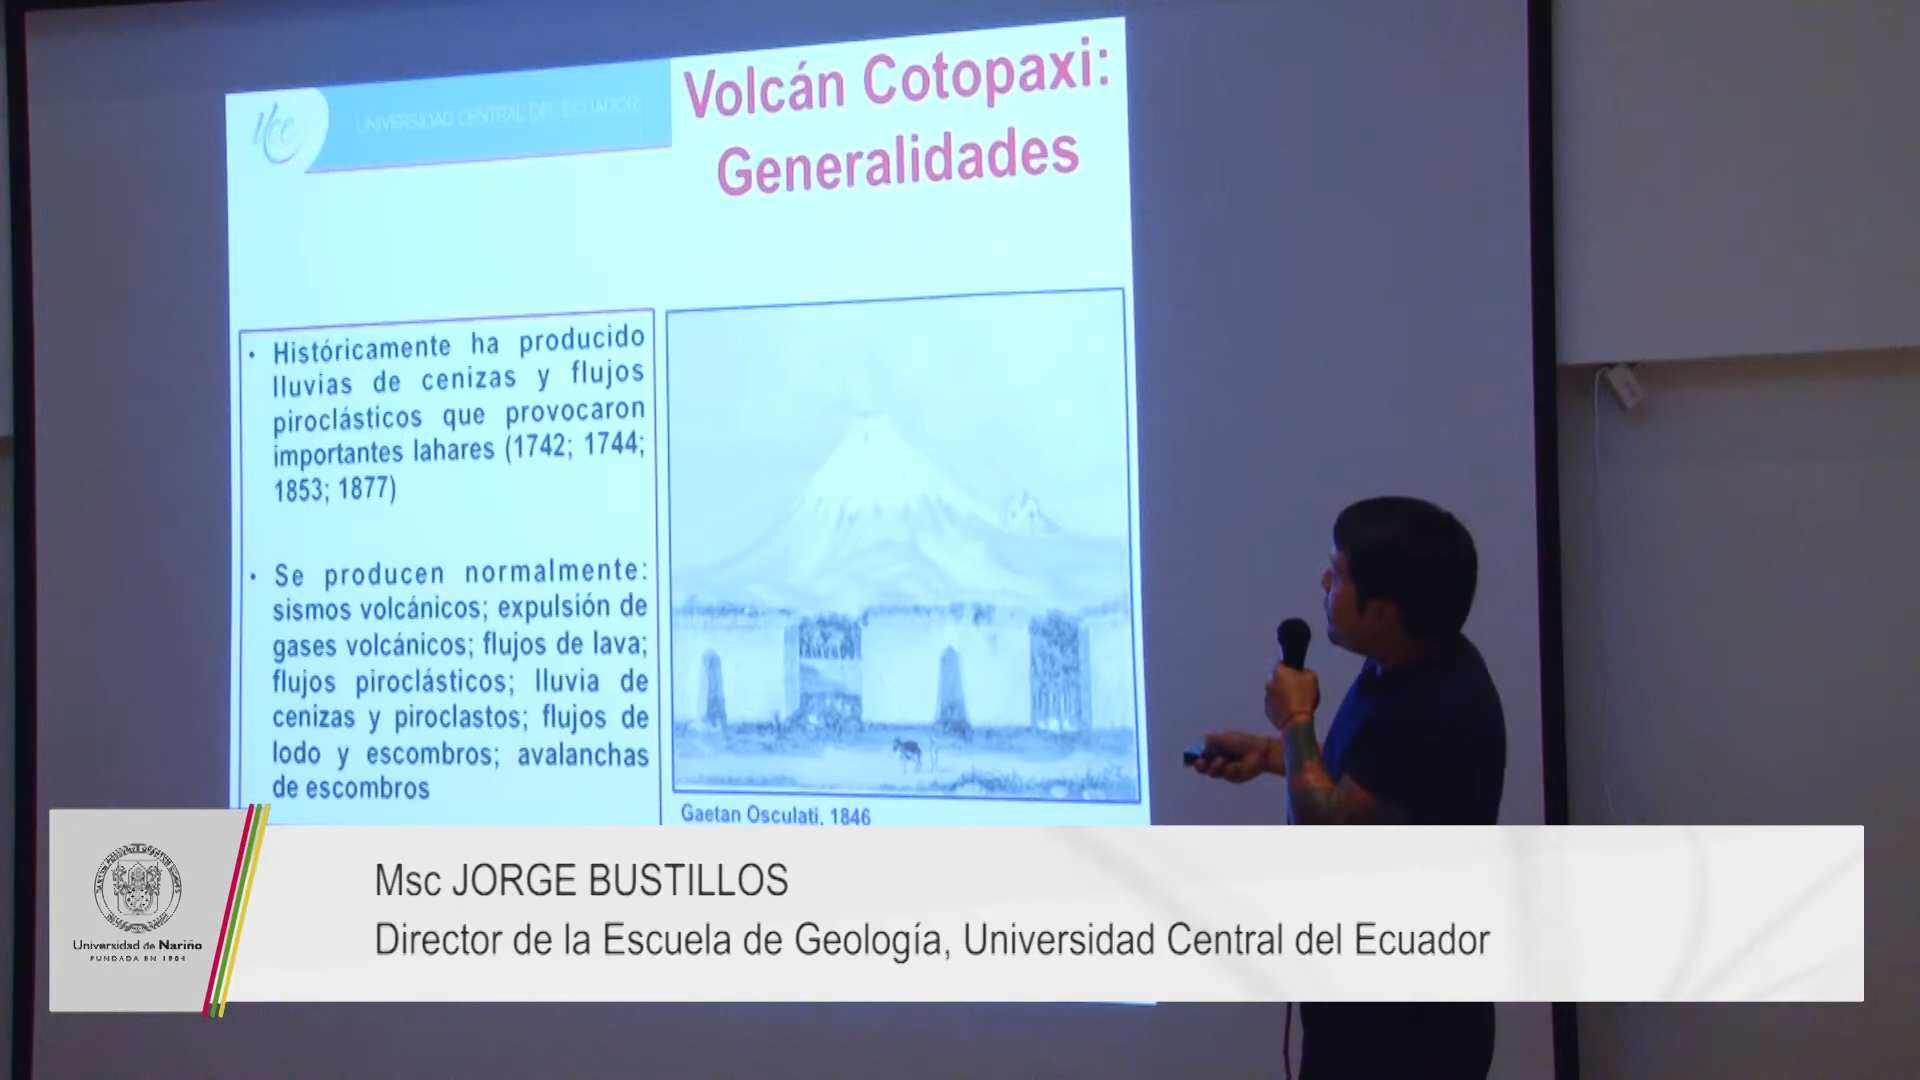 UNIVERSIDAD CENTRAL DEL ECUADOR
Volcán Cotopaxi:
Generalidades
• Históricamente ha producido
lluvias de cenizas y flujos
piroclásticos que provocaron
importantes lahares (1742; 1744;
1853; 1877)
• Se producen normalmente:
sismos volcánicos; expulsión de
gases volcánicos; flujos de lava;
flujos piroclásticos; lluvia de
cenizas y piroclastos; flujos de
lodo y escombros; avalanchas
de escombros
Gaetan Osculati, 1846
Msc JORGE BUSTILLOS
Director de la Escuela de Geología, Universidad Central del Ecuador
Universidad de Nariño
FUNDADA EN 1904